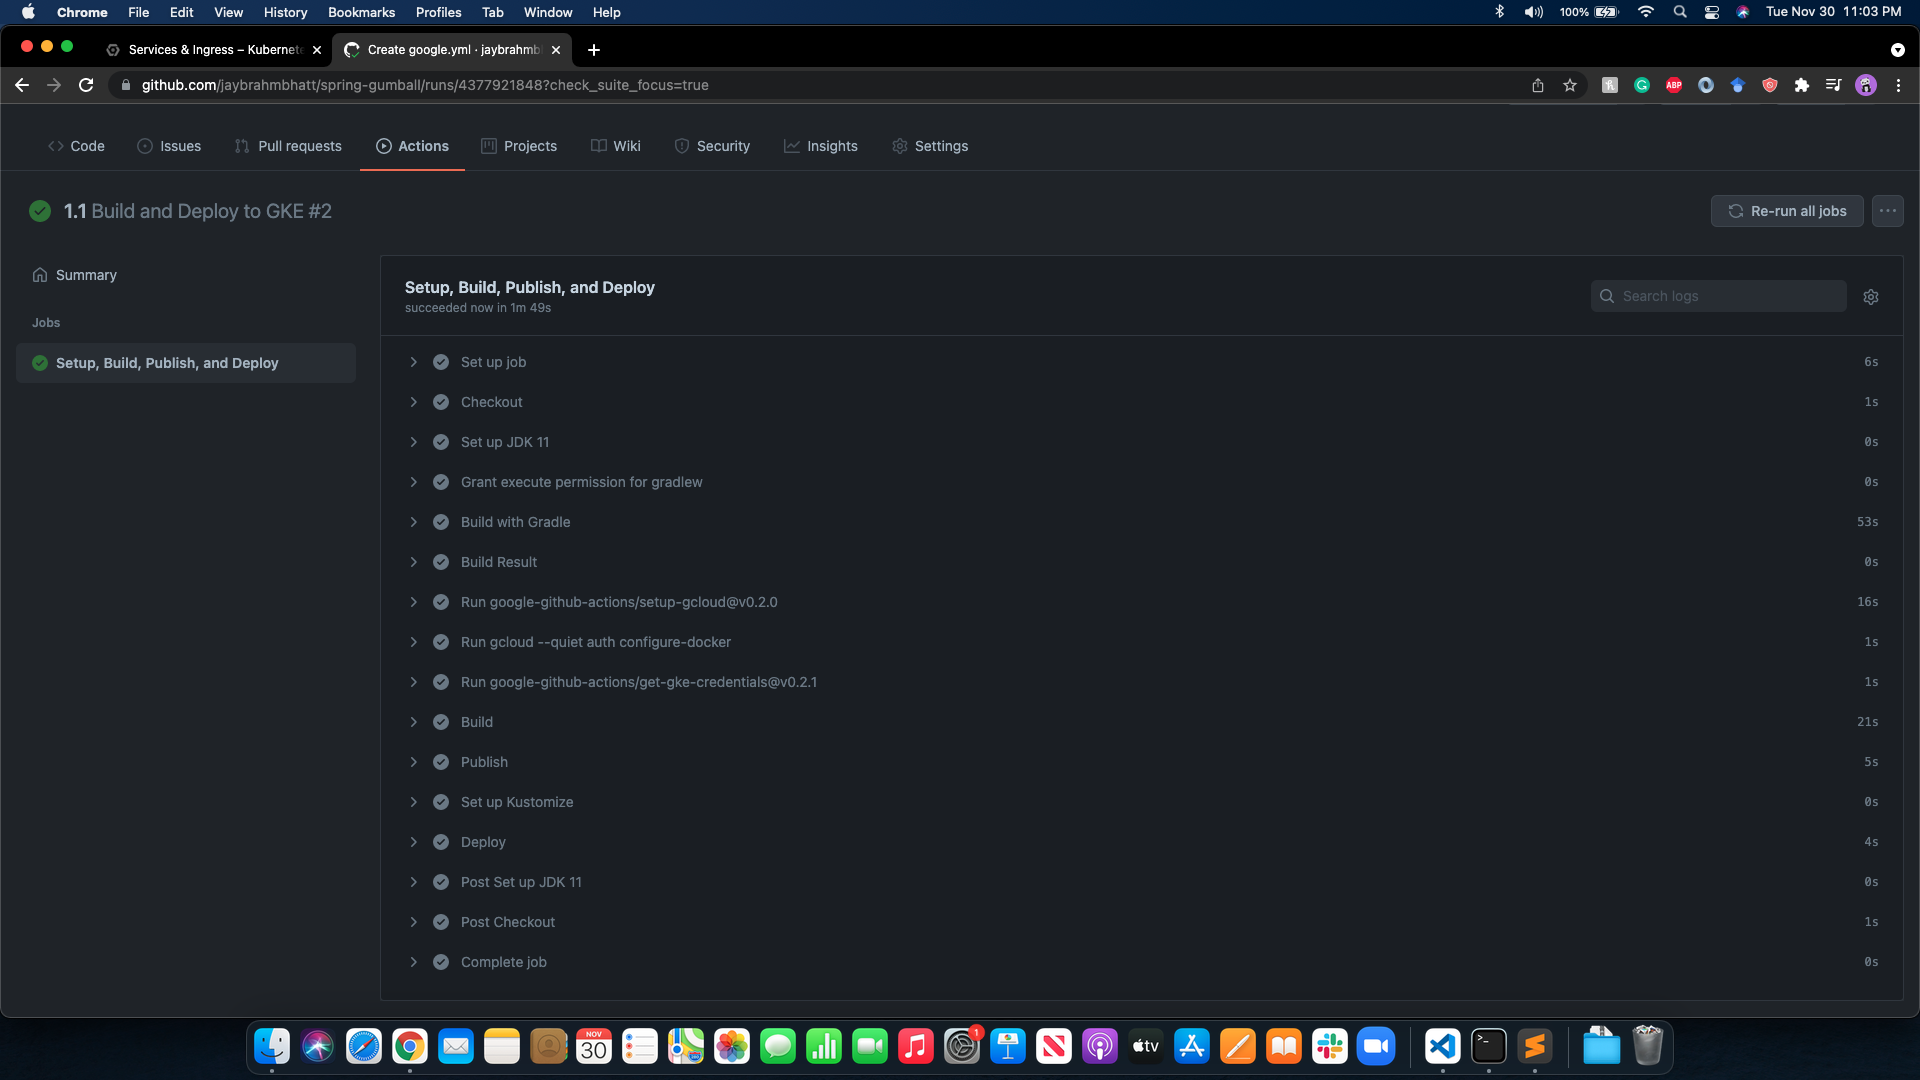 Chrome File Edit View History Bookmarks Profiles Tab Window Help 100% Tue Nov 30 11:03 PM
Services & Ingress – Kubernete Create google.yml · jaybrahmb
github.com/jaybrahmbhatt/spring-gumball/runs/4377921848?check_suite_focus=true
ABP
Code Issues Pull requests Actions Projects Wiki Security Insights Settings
1.1 Build and Deploy to GKE #2
Re-run all jobs
Summary
Jobs
Setup, Build, Publish, and Deploy
Setup, Build, Publish, and Deploy
succeeded now in 1m 49s
Search logs
Set up job 6s
Checkout 1s
Set up JDK 11 0s
Grant execute permission for gradlew 0s
Build with Gradle 53s
Build Result 0s
Run google-github-actions/setup-gcloud@v0.2.0 16s
Run gcloud --quiet auth configure-docker 1s
Run google-github-actions/get-gke-credentials@v0.2.1 1s
Build 21s
Publish 5s
Set up Kustomize 0s
Deploy 4s
Post Set up JDK 11 0s
Post Checkout 1s
Complete job 0s
NOV
30
1
tv